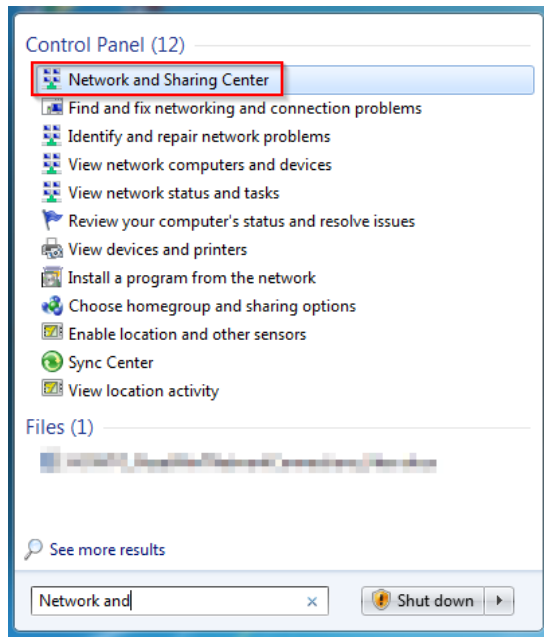 Control Panel (12)
Network and Sharing Center
Find and fix networking and connection problems
Identify and repair network problems
View network computers and devices
View network status and tasks
Review your computer's status and resolve issues
View devices and printers
Install a program from the network
Choose homegroup and sharing options
Enable location and other sensors
Sync Center
View location activity
Files (1)
See more results
Network and
Shut down